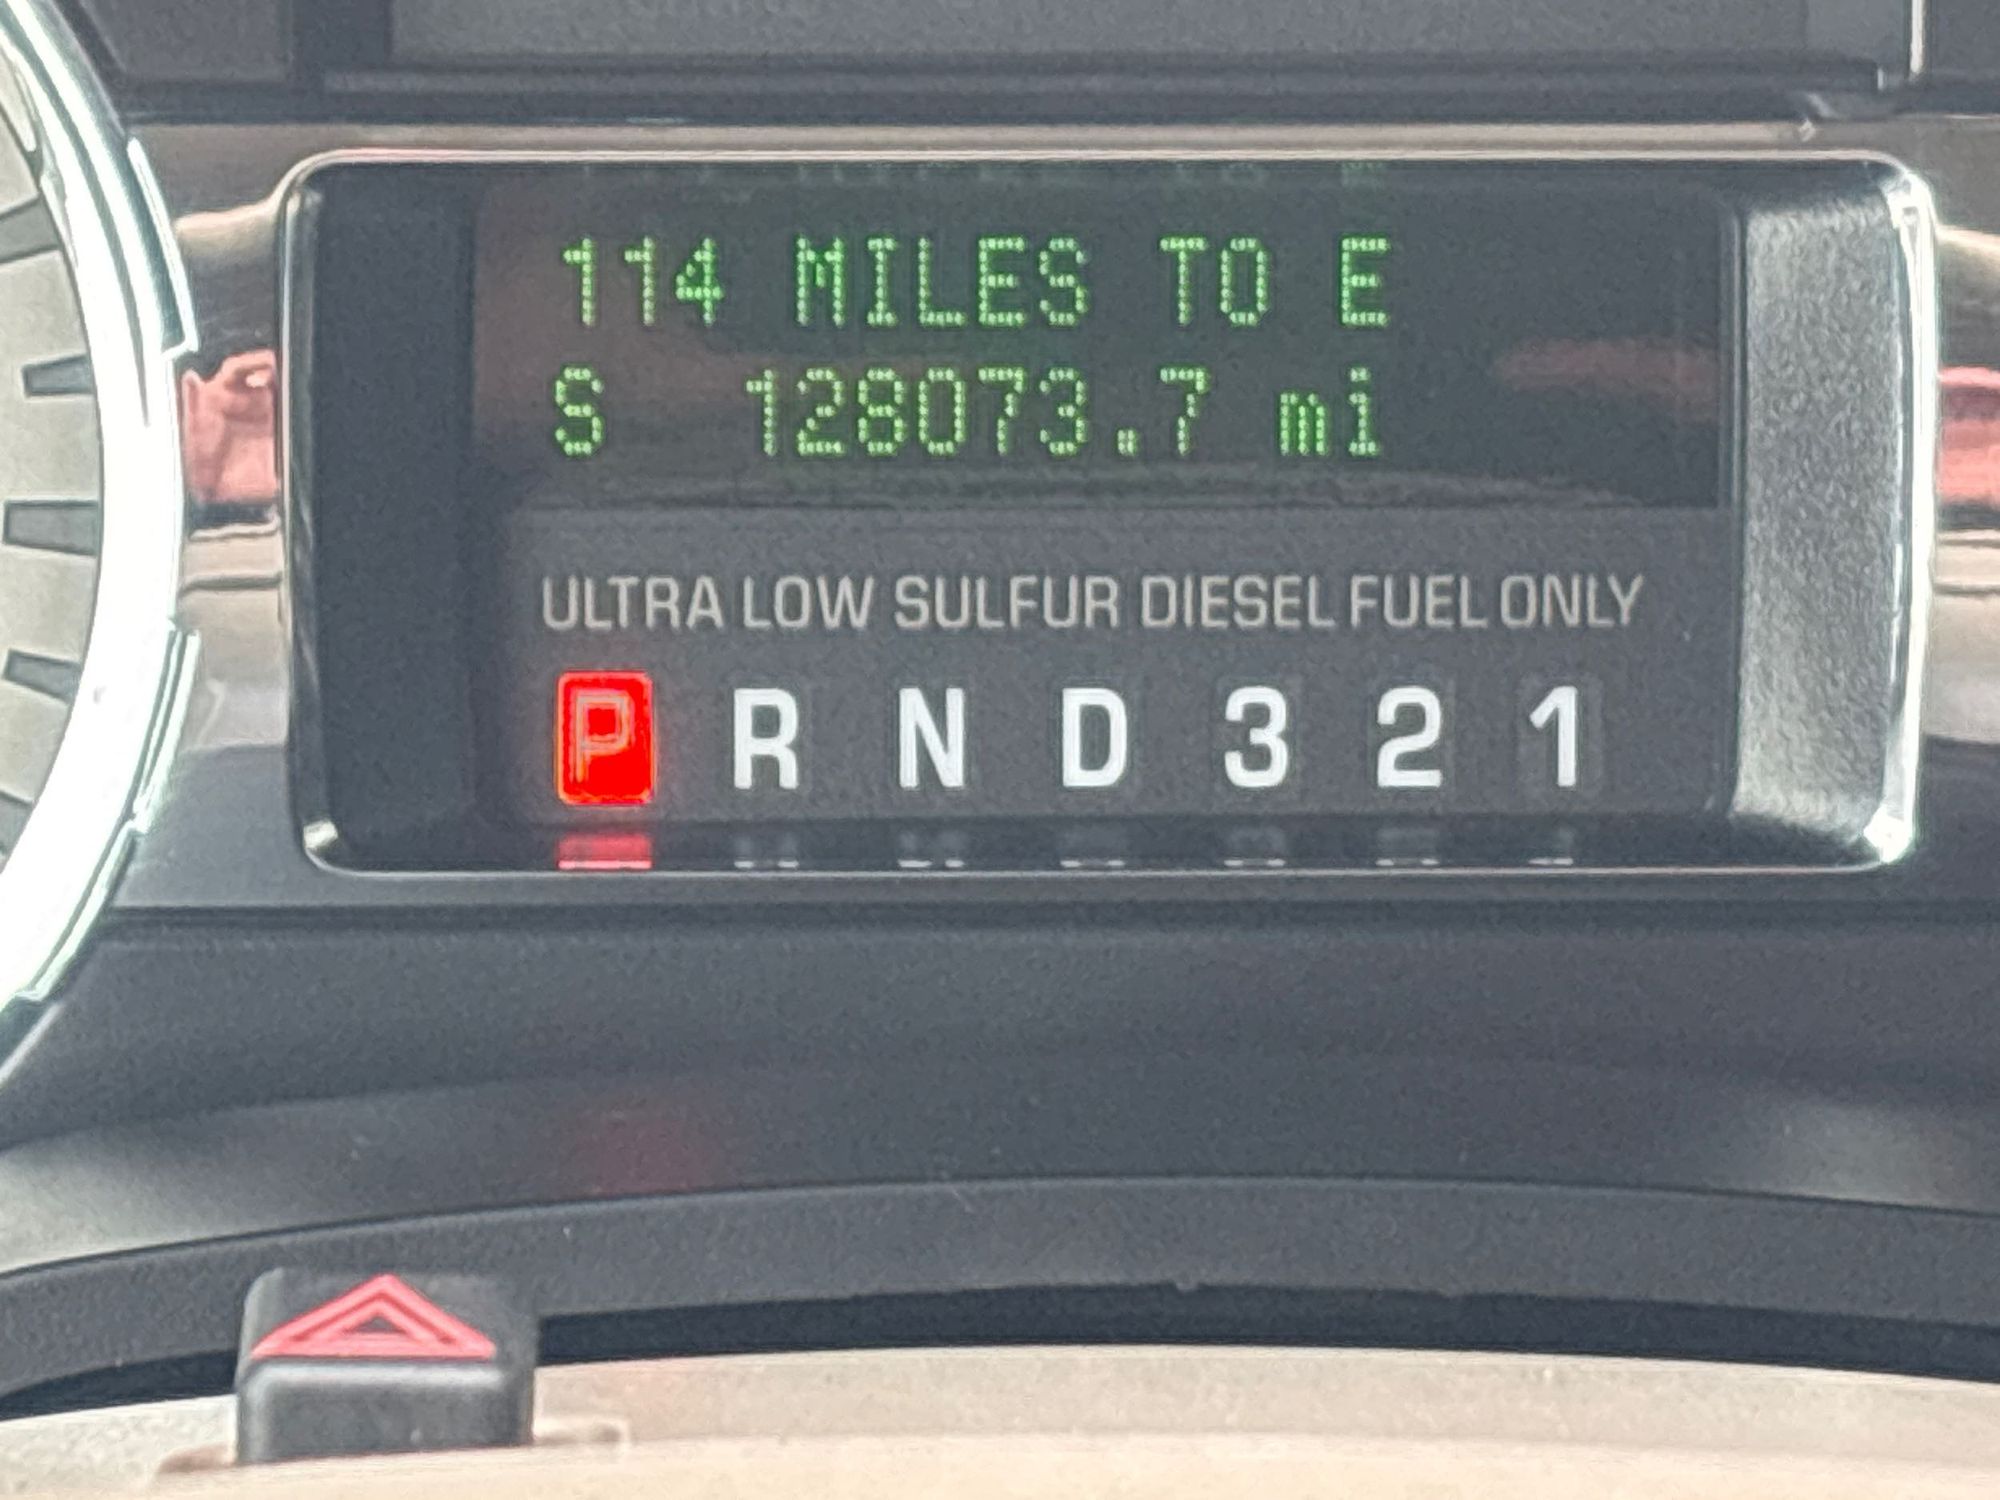 114 MILES TO E
S 128073.7 mi
ULTRA LOW SULFUR DIESEL FUEL ONLY
P R N D 3 2 1